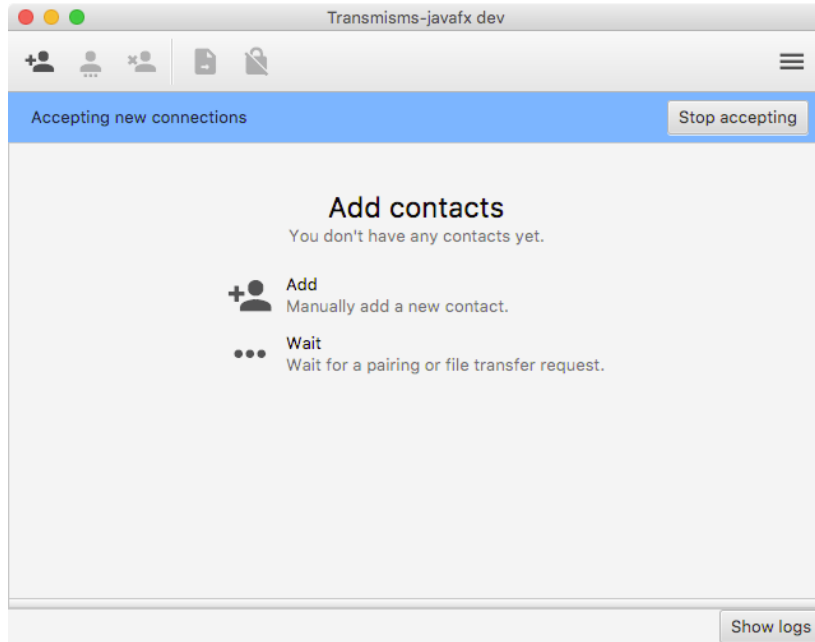 Transmisms-javafx dev
Accepting new connections
Stop accepting
Add contacts
You don't have any contacts yet.
Add
Manually add a new contact.
Wait
Wait for a pairing or file transfer request.
Show logs